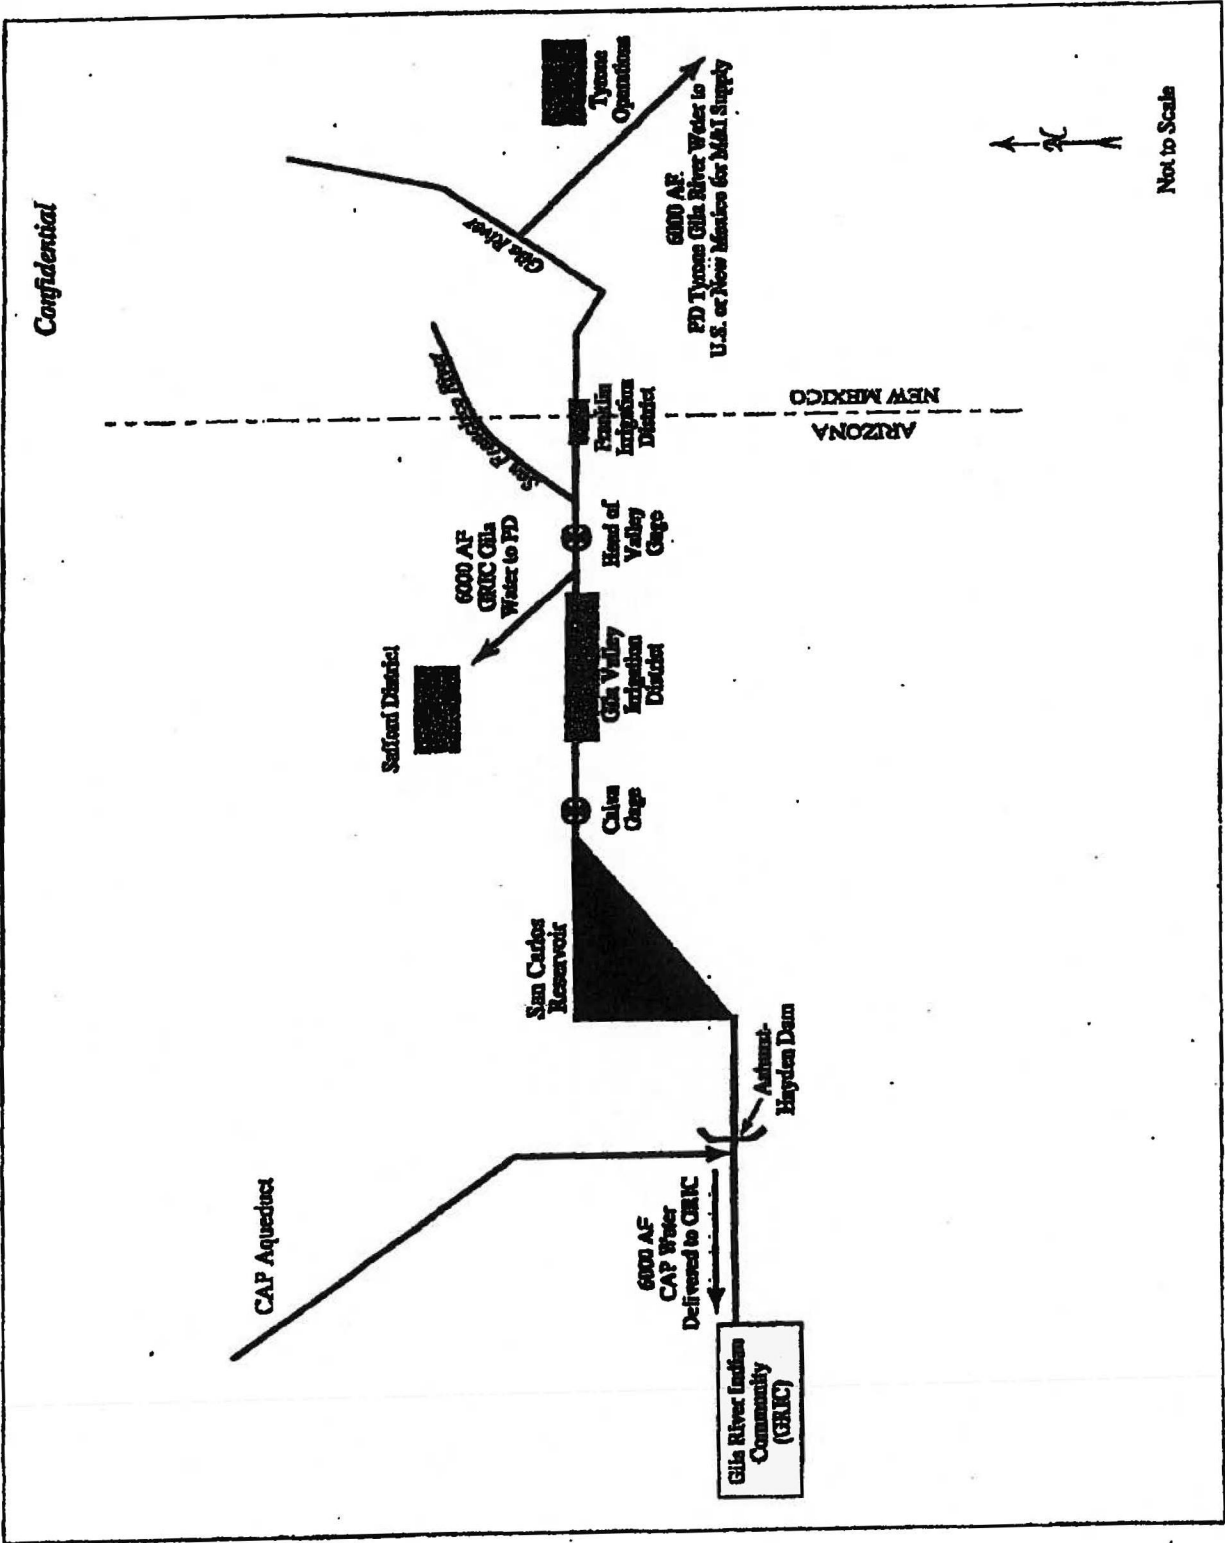 Confidential
CAP Aqueduct
San Carlos
Reservoir
Safford District
6000 AF
GRIC Gila
Water to PD
San Francisco River
Gila River
Tyrone
Operations
6000 AF
PD Tyrone Gila River Water to
U.S. or New Mexico for M&I Supply
Calva
Gage
Gila Valley
Irrigation
District
Head of
Valley
Gage
Franklin
Irrigation
District
ARIZONA
NEW MEXICO
6000 AF
CAP Water
Delivered to GRIC
Ashurst-
Hayden Dam
Gila River Indian
Community
(GRIC)
N
Not to Scale